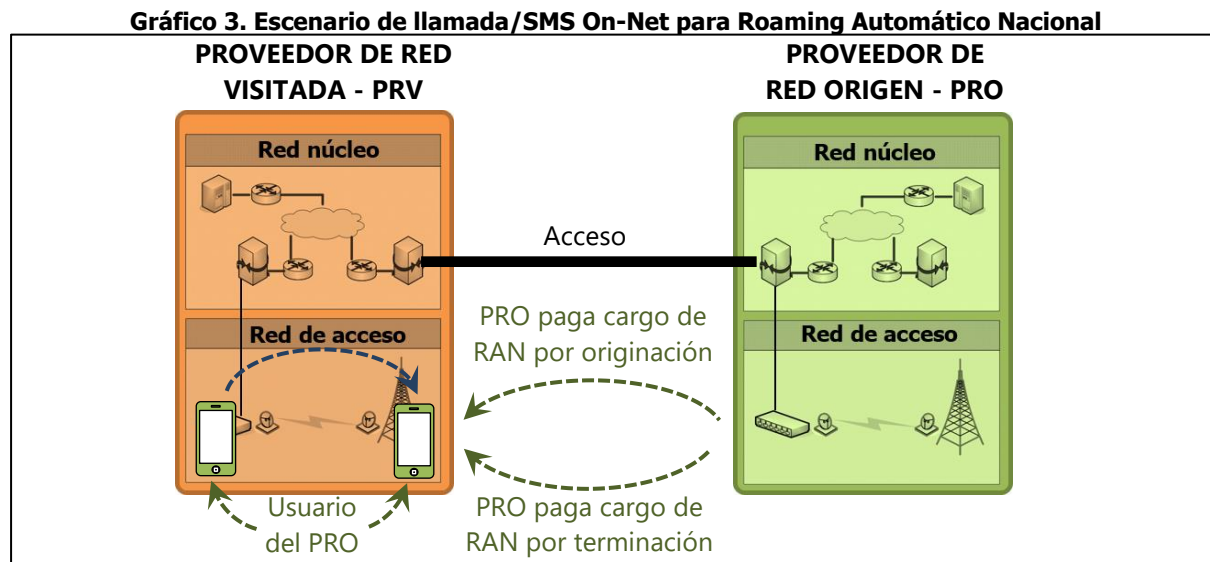 Gráfico 3. Escenario de llamada/SMS On-Net para Roaming Automático Nacional
PROVEEDOR DE RED
VISITADA - PRV
PROVEEDOR DE
RED ORIGEN - PRO
Red núcleo
Red núcleo
Acceso
PRO paga cargo de
RAN por originación
Red de acceso
Red de acceso
Usuario
del PRO
PRO paga cargo de
RAN por terminación